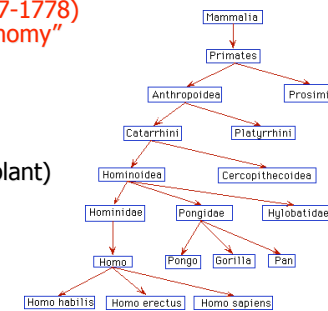 7-1778)
nomy”
plant)
Mammalia
Primates
Anthropoidea
Prosimi
Catarrhini
Platyrrhini
Hominoidea
Cercopithecoidea
Hominidae
Pongidae
Hylobatidae
Homo
Pongo
Gorilla
Pan
Homo habilis
Homo erectus
Homo sapiens